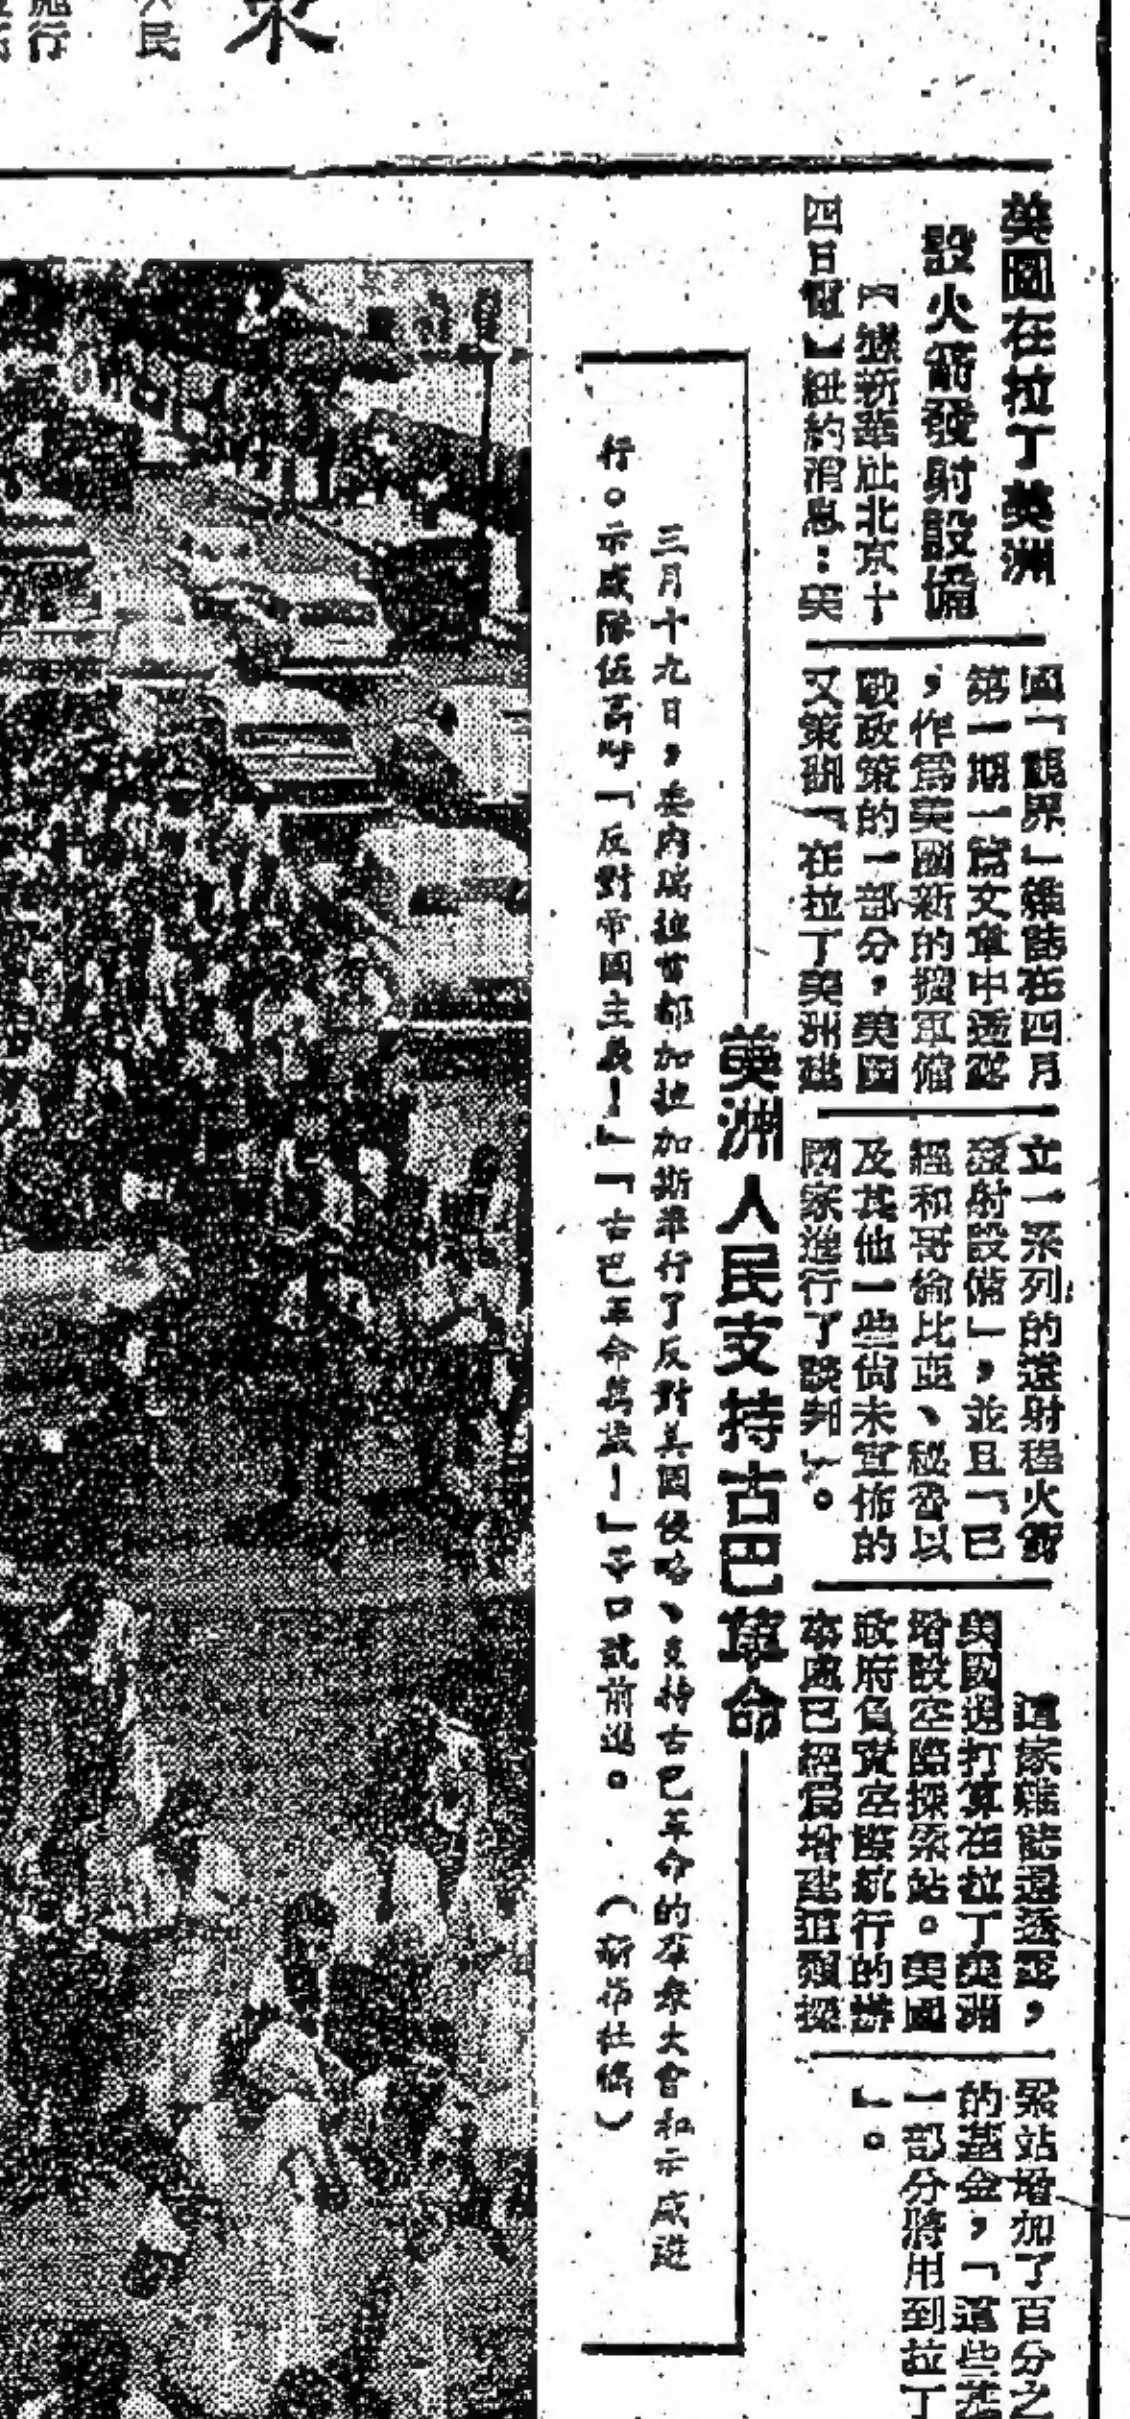 美圖在拉丁美洲
設火箭發射設備
【據新華社北京十
四日電】紐約消息：美
國「眼界」雜誌在四月
第一期一篇文章中透露
，作爲美國新的擴軍備
戰政策的一部分，美國
又策劃「在拉丁美洲建
立一系列的遠射程火箭
發射設備」，並且「已
經和哥倫比亞、秘魯以
及其他一些尚未宣佈的
國家進行了談判」。
這家雜誌還透露，
美國還打算在拉丁美洲
增設空際探索站。美國
政府負責空際航行的辦
事處已經爲增建這類探
索站增加了百分之
的基金，「這些基
一部分將用到拉丁
」。
美洲人民支持古巴革命
三月十九日，委內瑞拉首都加拉加斯舉行了反對美國侵略、支持古巴革命的羣衆大會和示威遊
行。示威隊伍高呼「反對帝國主義！」「古巴革命萬歲！」等口號前進。（新華社稿）